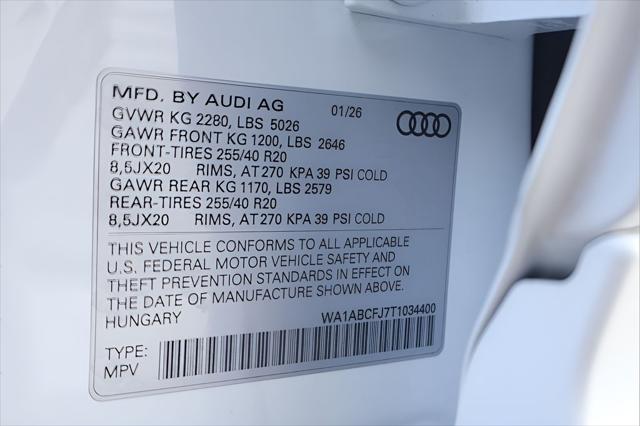 MFD. BY AUDI AG 01/26
GVWR KG 2280, LBS 5026
GAWR FRONT KG 1200, LBS 2646
FRONT-TIRES 255/40 R20
8,5JX20 RIMS, AT 270 KPA 39 PSI COLD
GAWR REAR KG 1170, LBS 2579
REAR-TIRES 255/40 R20
8,5JX20 RIMS, AT 270 KPA 39 PSI COLD
THIS VEHICLE CONFORMS TO ALL APPLICABLE
U.S. FEDERAL MOTOR VEHICLE SAFETY AND
THEFT PREVENTION STANDARDS IN EFFECT ON
THE DATE OF MANUFACTURE SHOWN ABOVE.
HUNGARY WA1ABCFJ7T1034400
TYPE:
MPV